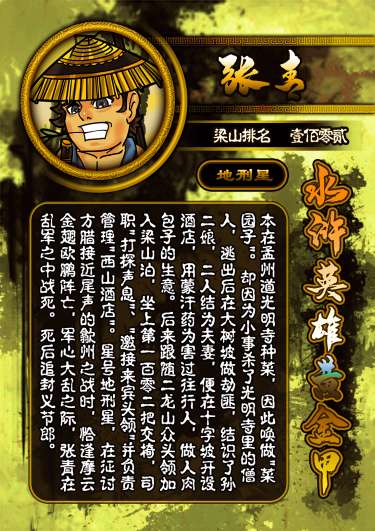 张青
梁山排名 壹佰零贰
地刑星
水浒英雄黄金甲
本在孟州道光明寺种菜，因此唤做“菜
园子”。却因为小事杀了光明寺里的僧
人，逃出后在大树坡做劫匪，结识了孙
二娘，二人结为夫妻，便在十字坡开设
酒店，用蒙汗药为害过往行人，做人肉
包子的生意。后来跟随二龙山众头领加
入梁山泊，坐上第一百零二把交椅，司
职“打探声息”、“邀接来宾头领”并负责
管理“西山酒店”。星号地刑星，在征讨
方腊接近尾声的歙州之战时，恰逢摩云
金翅欧鹏阵亡，军心大乱之际，张青在
乱军之中战死。死后追封义节郎。